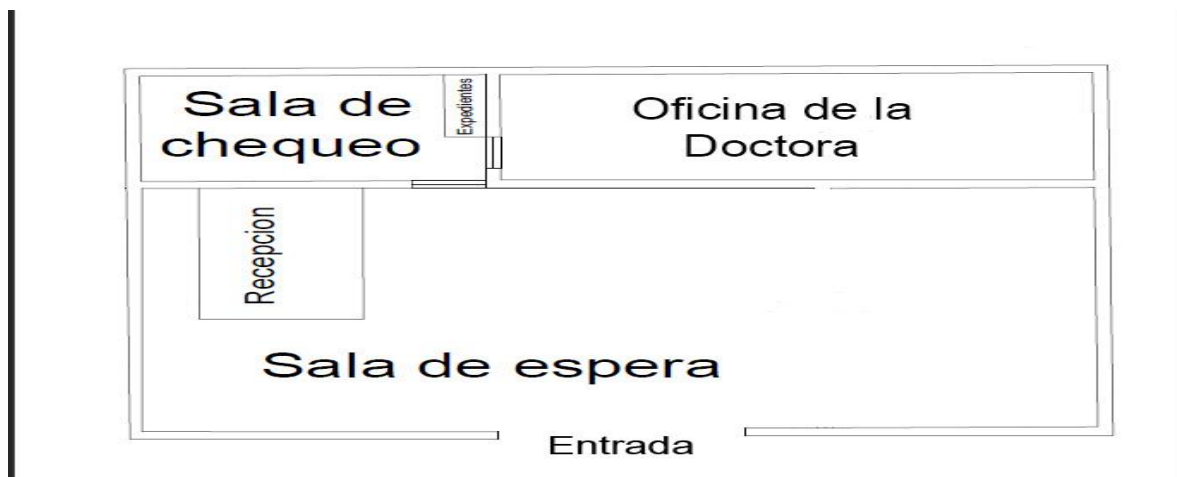 Sala de
chequeo
Expedientes
Oficina de la
Doctora
Recepcion
Sala de espera
Entrada